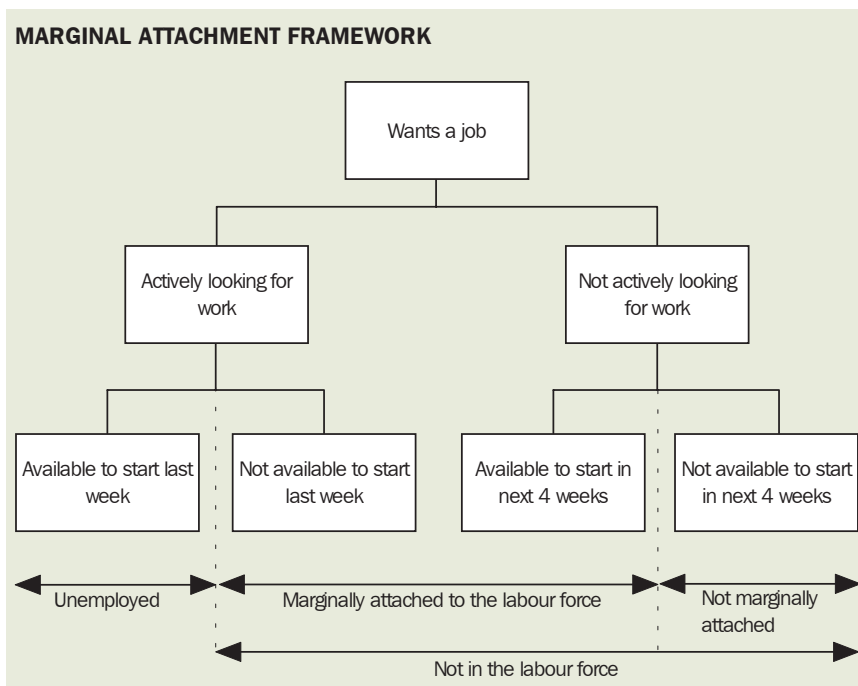 MARGINAL ATTACHMENT FRAMEWORK
Wants a job
Actively looking for
work
Not actively looking
for work
Available to start last
week
Not available to start
last week
Available to start in
next 4 weeks
Not available to start
in next 4 weeks
Unemployed
Marginally attached to the labour force
Not marginally
attached
Not in the labour force